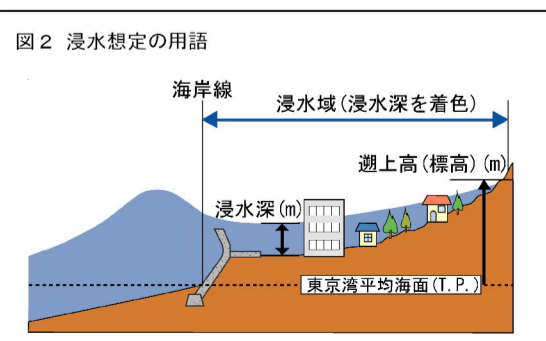 図２ 浸水想定の用語
海岸線
浸水域(浸水深を着色)
遡上高(標高)(m)
浸水深(m)
東京湾平均海面(T.P.)